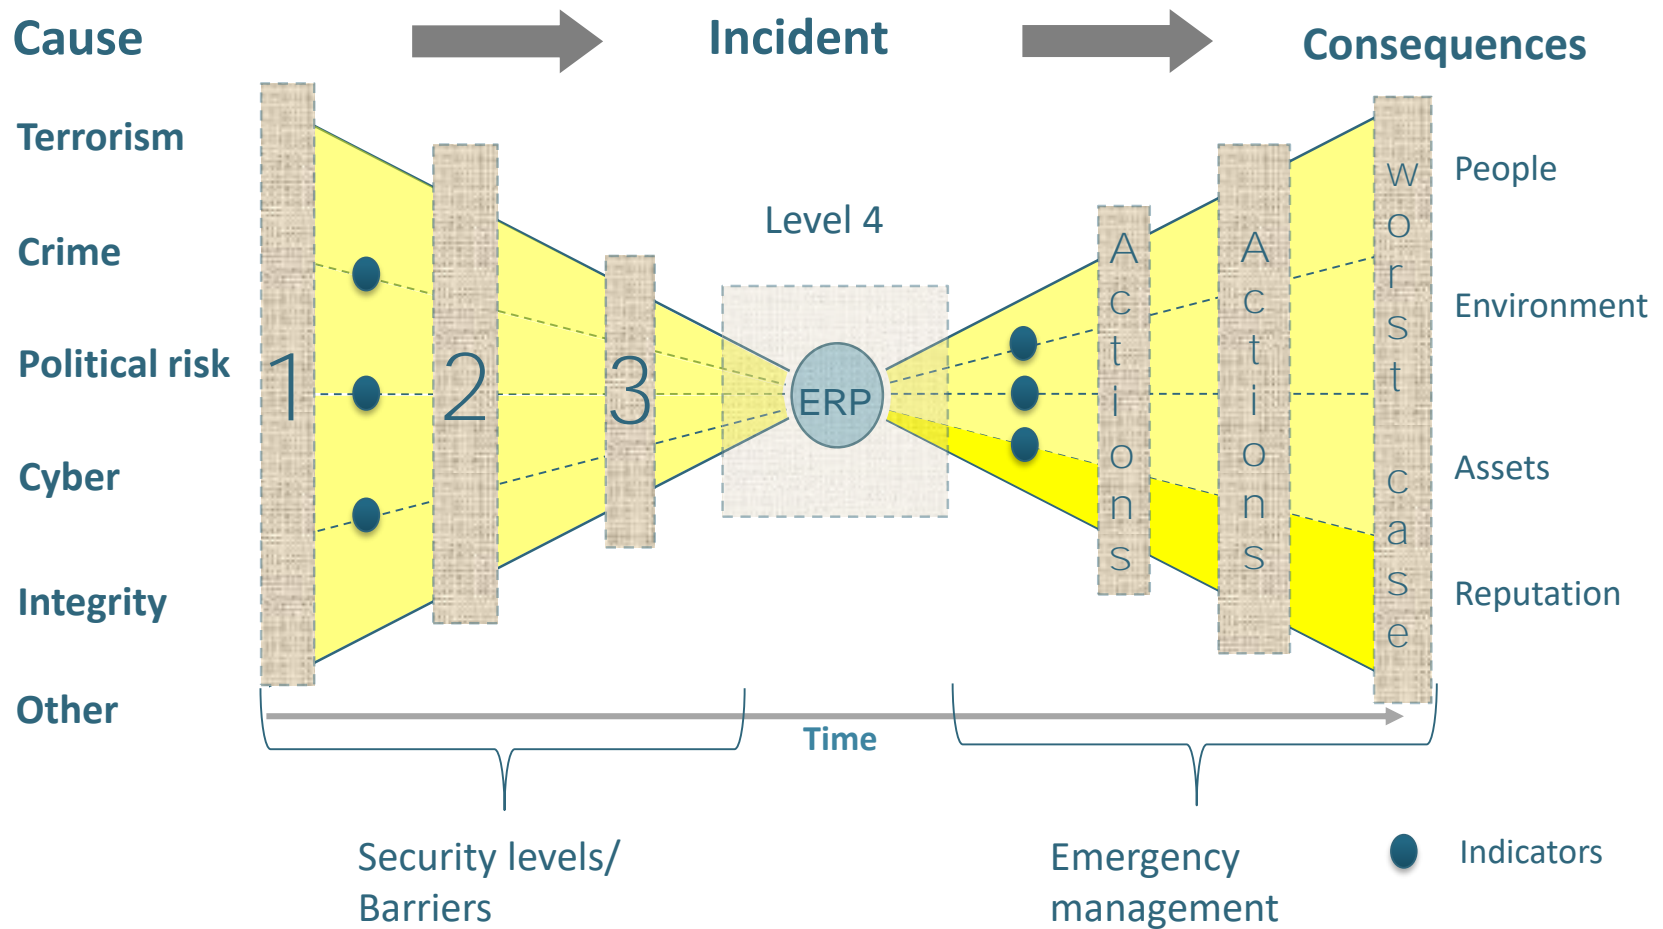 Cause
Incident
Consequences
Terrorism
Crime
Political risk
Cyber
Integrity
Other
1
2
3
Level 4
ERP
Actions
Actions
worst case
People
Environment
Assets
Reputation
Time
Security levels/
Barriers
Emergency
management
Indicators